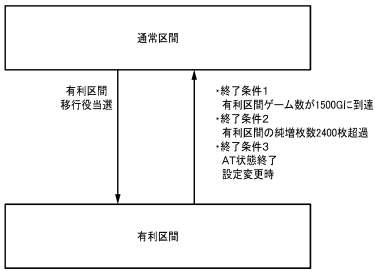 通常区間
有利区間
移行役当選
・終了条件1
有利区間ゲーム数が1500Gに到達
・終了条件2
有利区間の純増枚数2400枚超過
・終了条件3
AT状態終了
設定変更時
有利区間